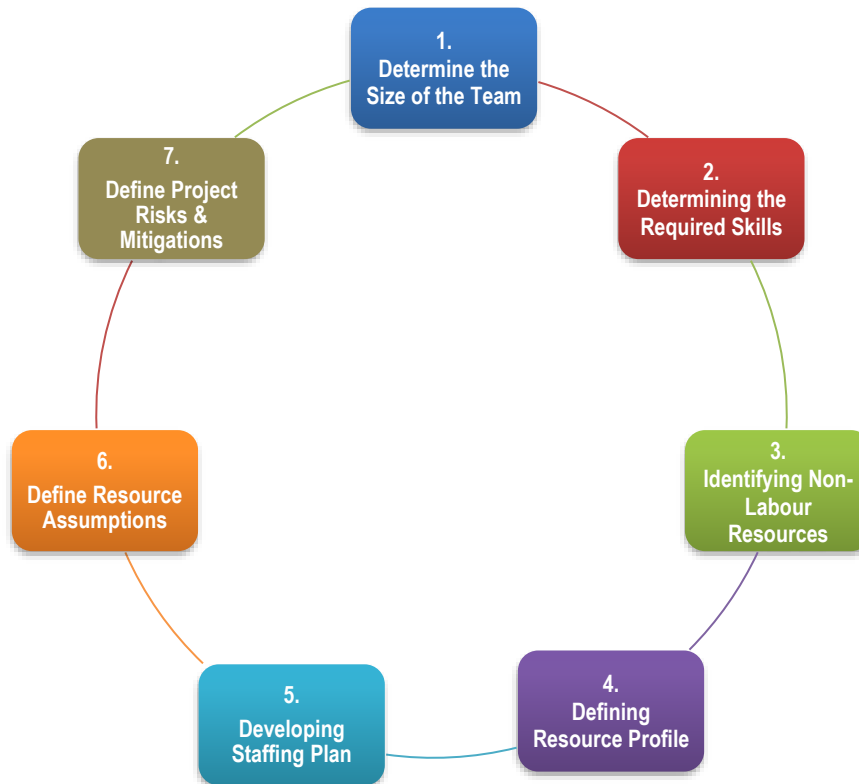 1.
Determine the
Size of the Team
2.
Determining the
Required Skills
3.
Identifying Non-
Labour
Resources
4.
Defining
Resource Profile
5.
Developing
Staffing Plan
6.
Define Resource
Assumptions
7.
Define Project
Risks &
Mitigations